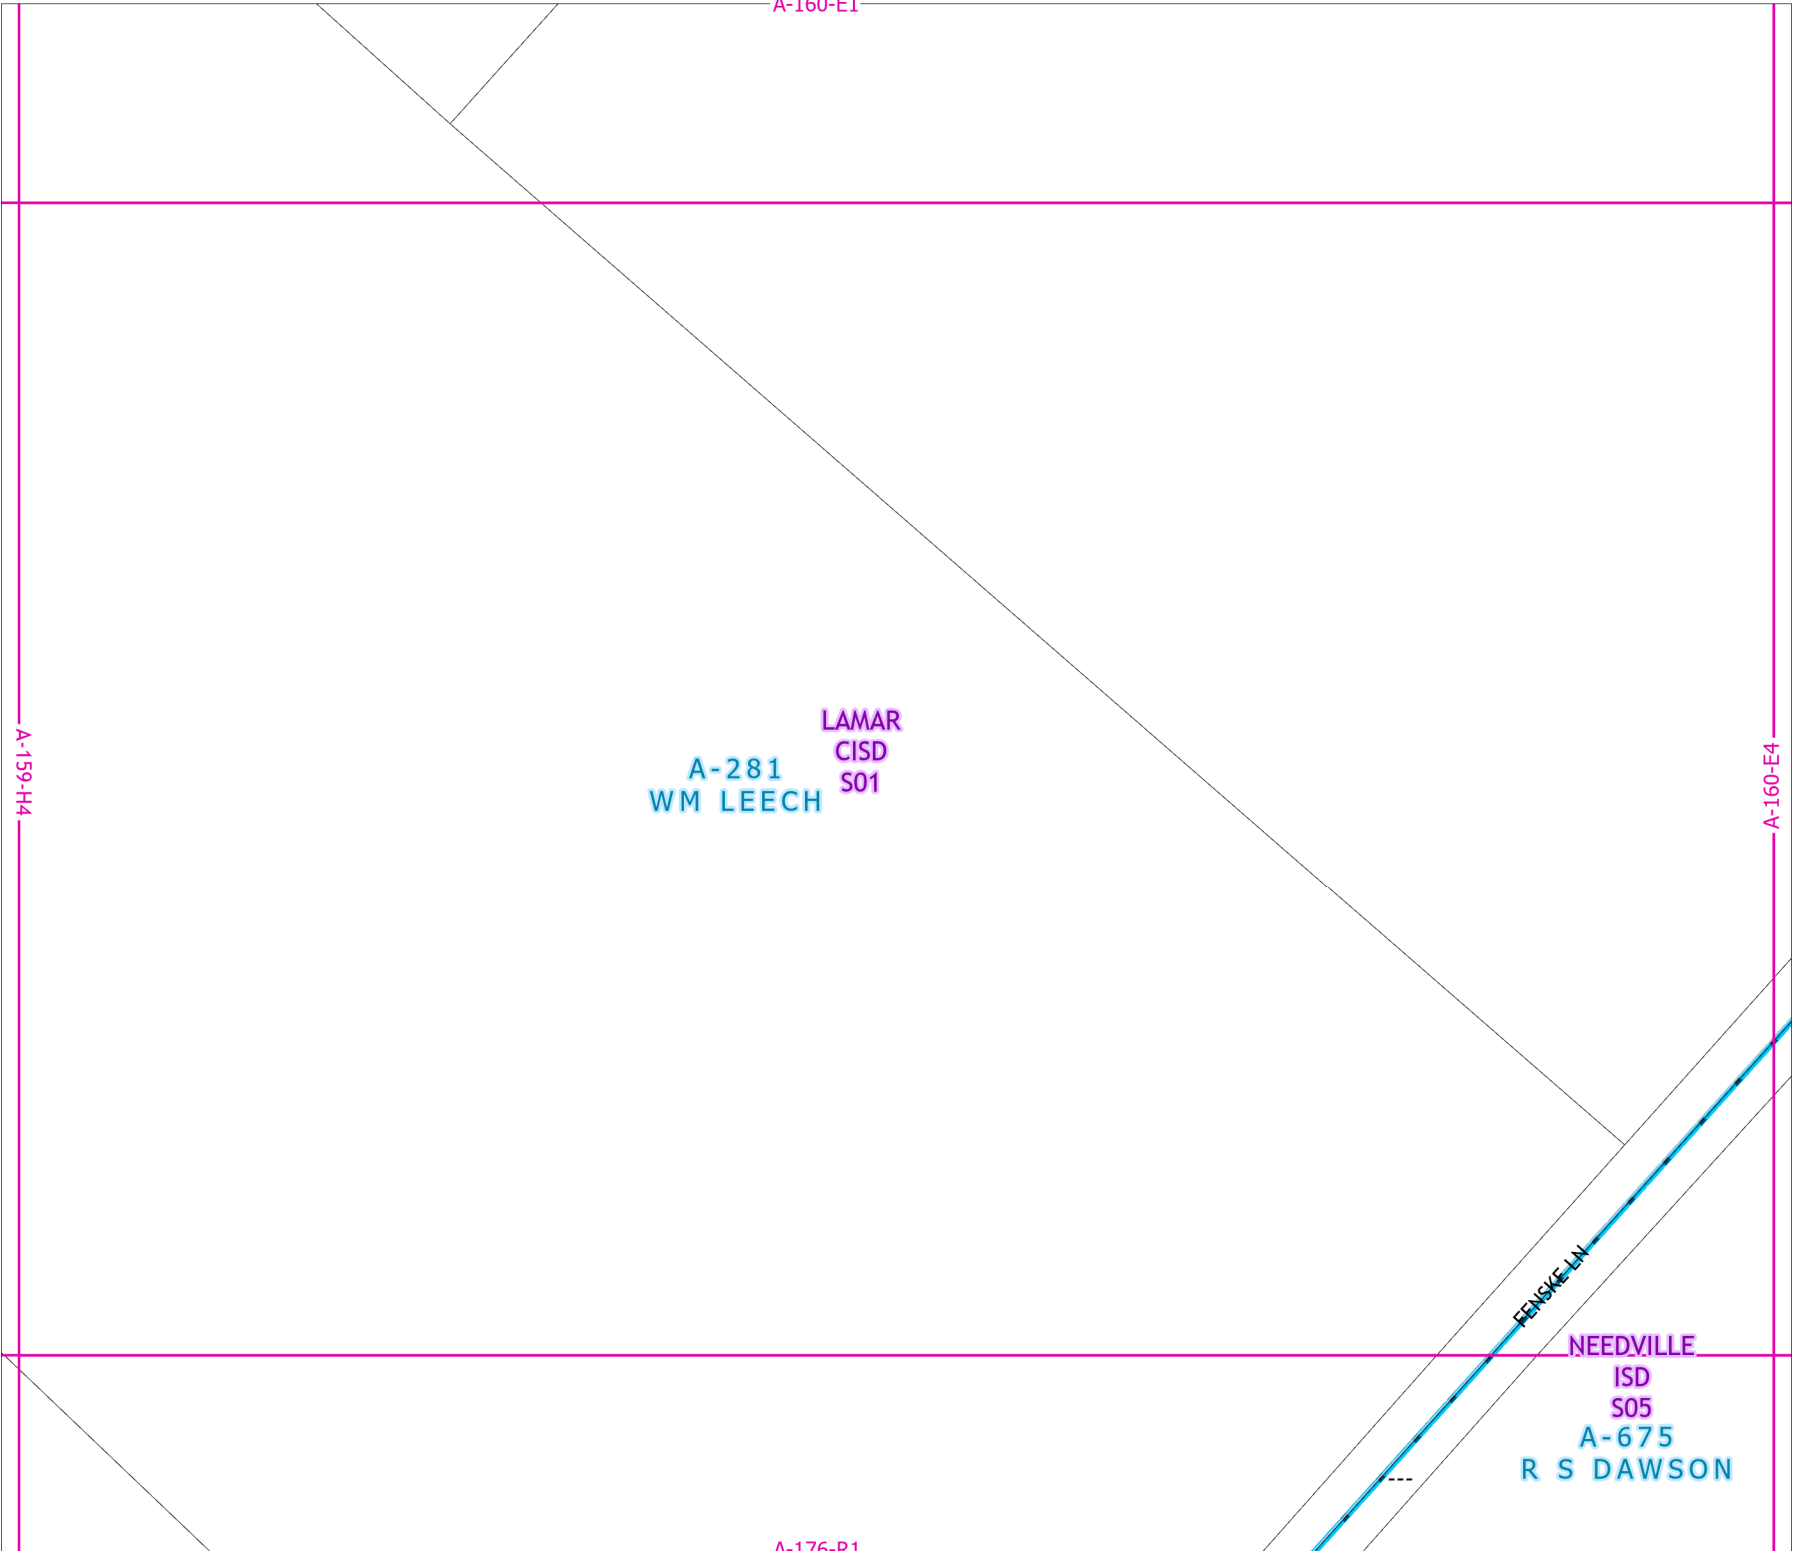 A-160-E1
LAMAR
CISD
S01
A-281
WM LEECH
A-159-H4
A-160-E4
FENSKE LN
NEEDVILLE
ISD
S05
A-675
R S DAWSON
----
A-176-R1